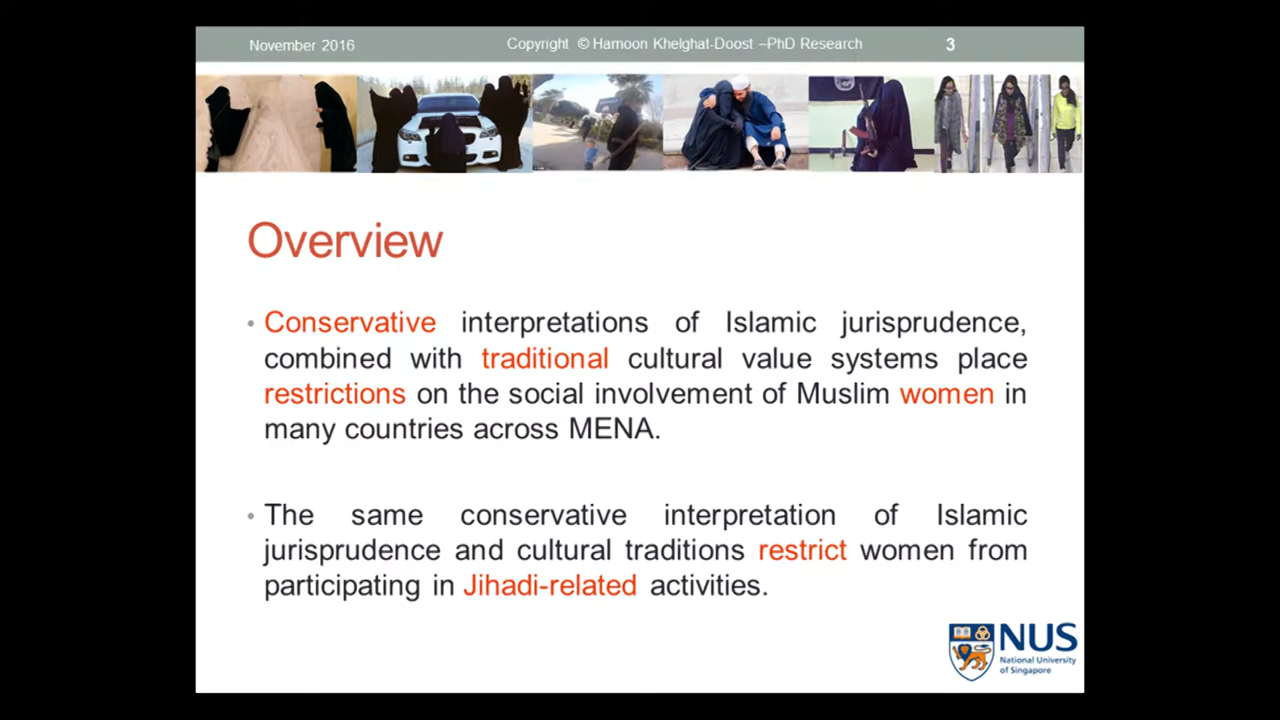 November 2016
Copyright © Hamoon Khelghat-Doost –PhD Research
3
Overview
• Conservative interpretations of Islamic jurisprudence,
combined with traditional cultural value systems place
restrictions on the social involvement of Muslim women in
many countries across MENA.
• The same conservative interpretation of Islamic
jurisprudence and cultural traditions restrict women from
participating in Jihadi-related activities.
NUS
National University
of Singapore